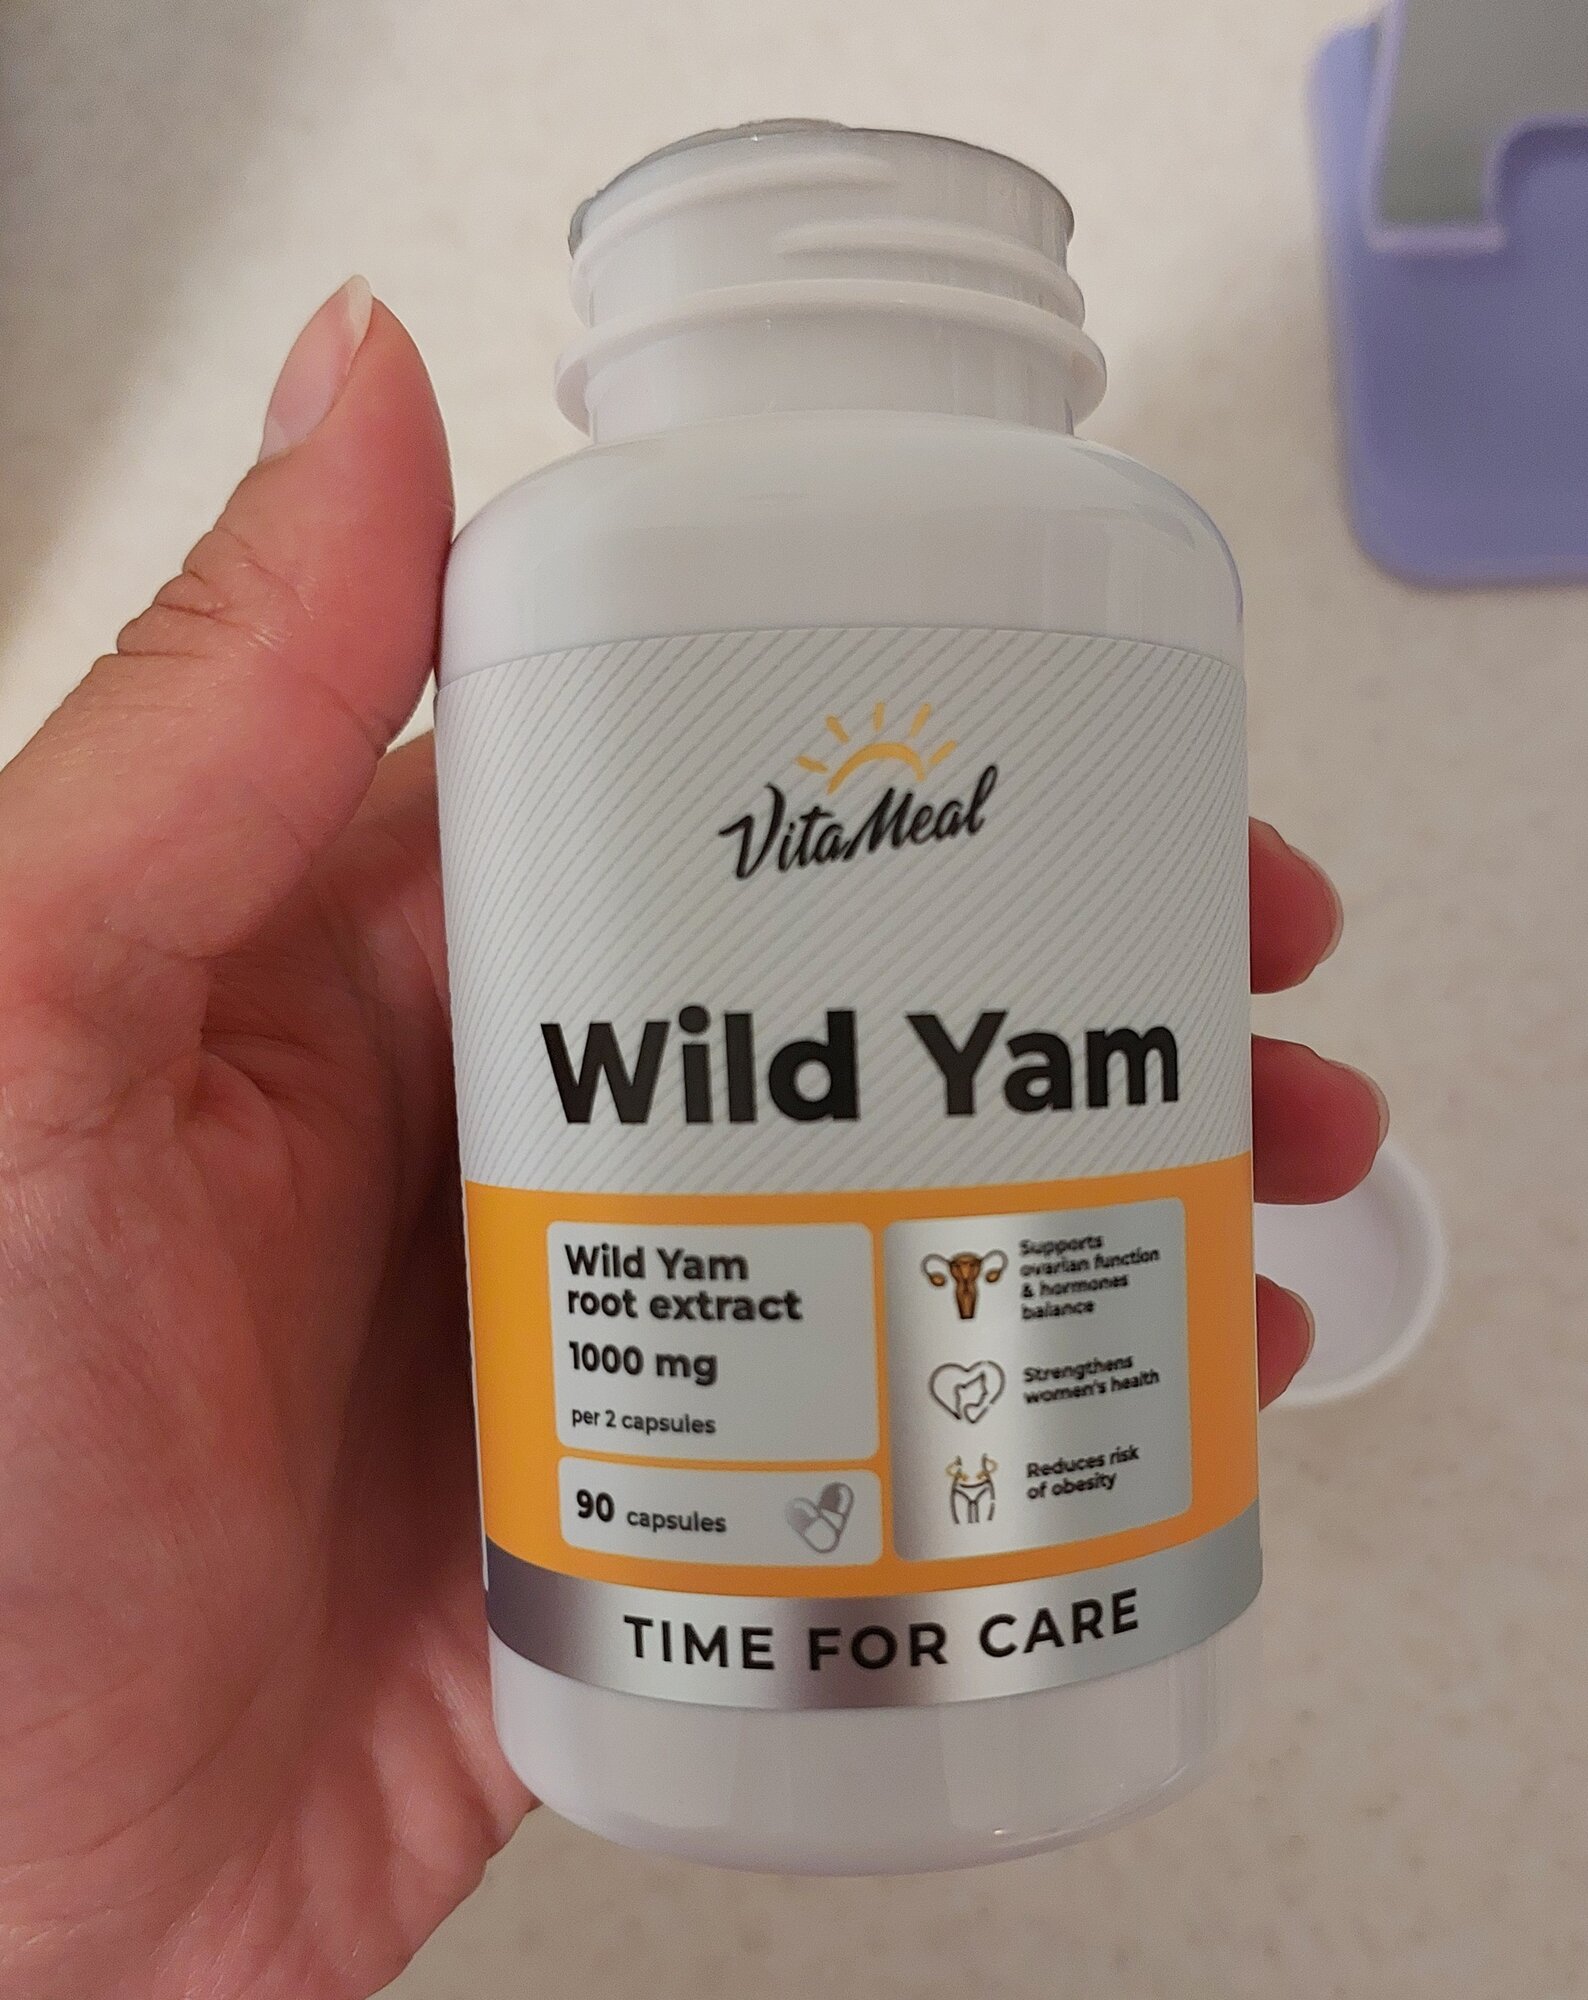 VitaMeal
Wild Yam
Wild Yam
root extract
1000 mg
per 2 capsules
90 capsules
Supports
ovarian function
& hormones
balance
Strengthens
women's health
Reduces risk
of obesity
TIME FOR CARE